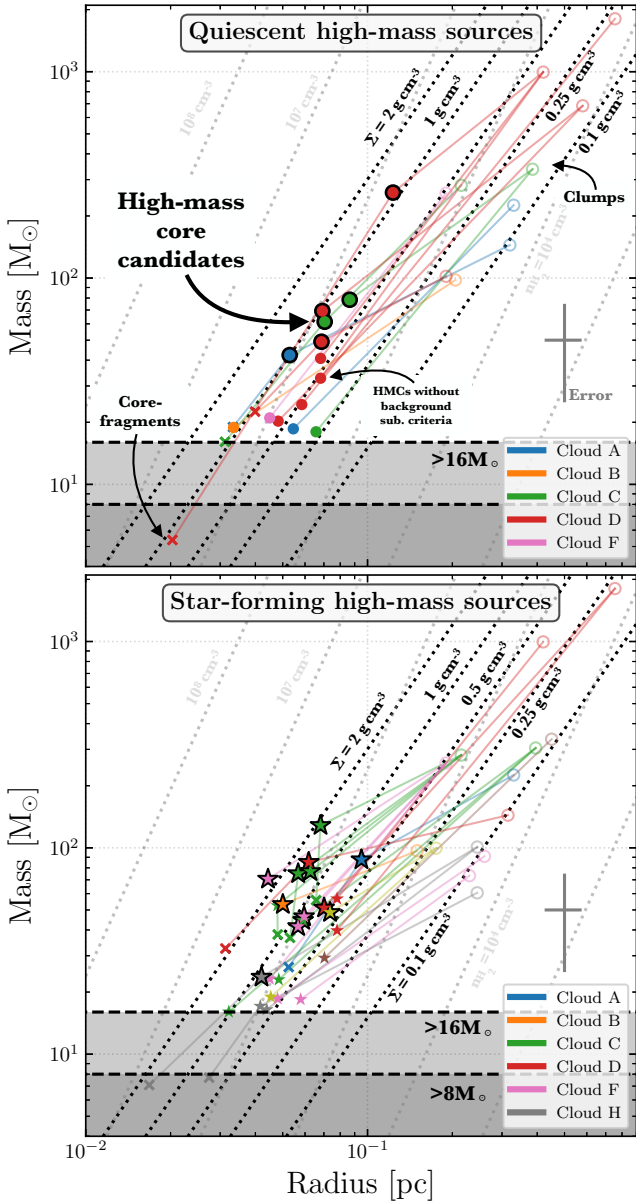 Quiescent high-mass sources
10⁸ cm⁻³
10⁷ cm⁻³
Σ = 2 g cm⁻³
1 g cm⁻³
0.25 g cm⁻³
0.1 g cm⁻³
10³
Clumps
High-mass
core
candidates
10²
Mass [M⊙]
HMCs without
background
sub. criteria
Error
Core-
fragments
>16M⊙
10¹
Cloud A
Cloud B
Cloud C
Cloud D
Cloud F
Star-forming high-mass sources
10⁸ cm⁻³
10⁷ cm⁻³
Σ = 2 g cm⁻³
1 g cm⁻³
0.5 g cm⁻³
0.25 g cm⁻³
10³
10²
Mass [M⊙]
Σ = 0.1 g cm⁻³
>16M⊙
10¹
>8M⊙
Cloud A
Cloud B
Cloud C
Cloud D
Cloud F
Cloud H
10⁻²
10⁻¹
Radius [pc]